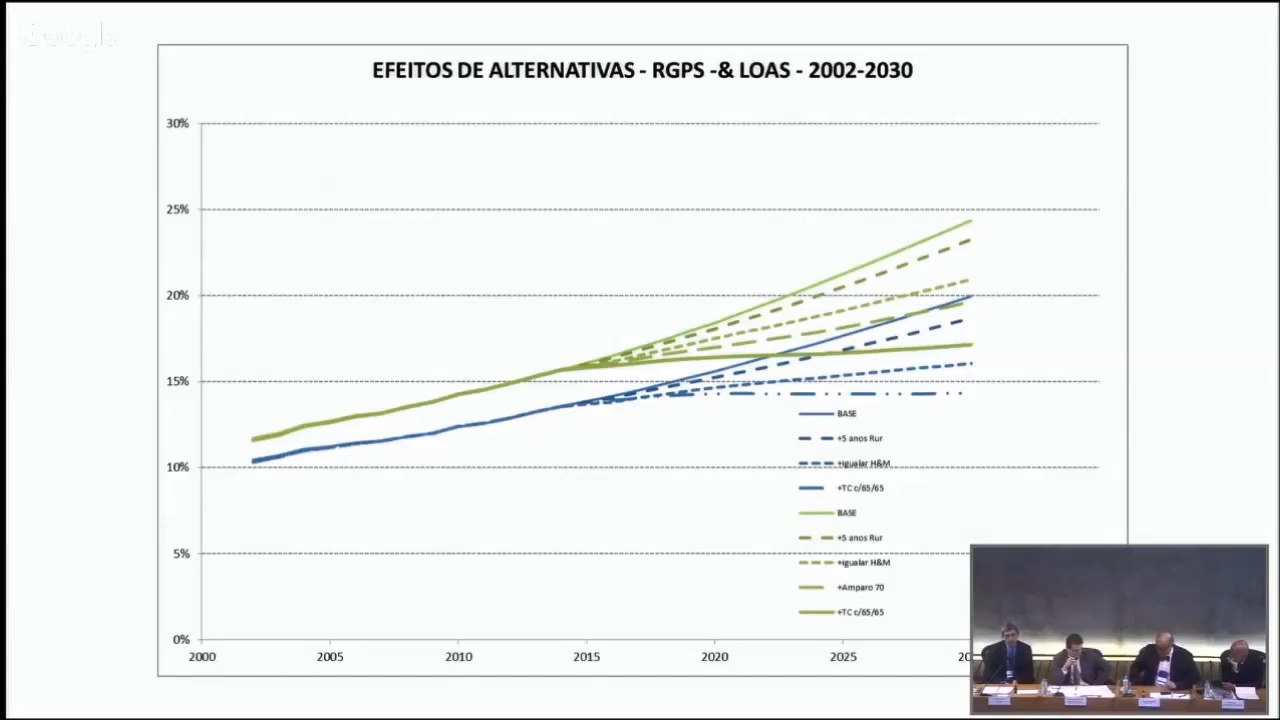 Google
EFEITOS DE ALTERNATIVAS - RGPS -& LOAS - 2002-2030
30%
25%
20%
15%
10%
5%
0%
2000
2005
2010
2015
2020
2025
BASE
+5 anos Rur
+igualar H&M
+TC c/65/65
BASE
+5 anos Rur
+igualar H&M
+Amparo 70
+TC c/65/65